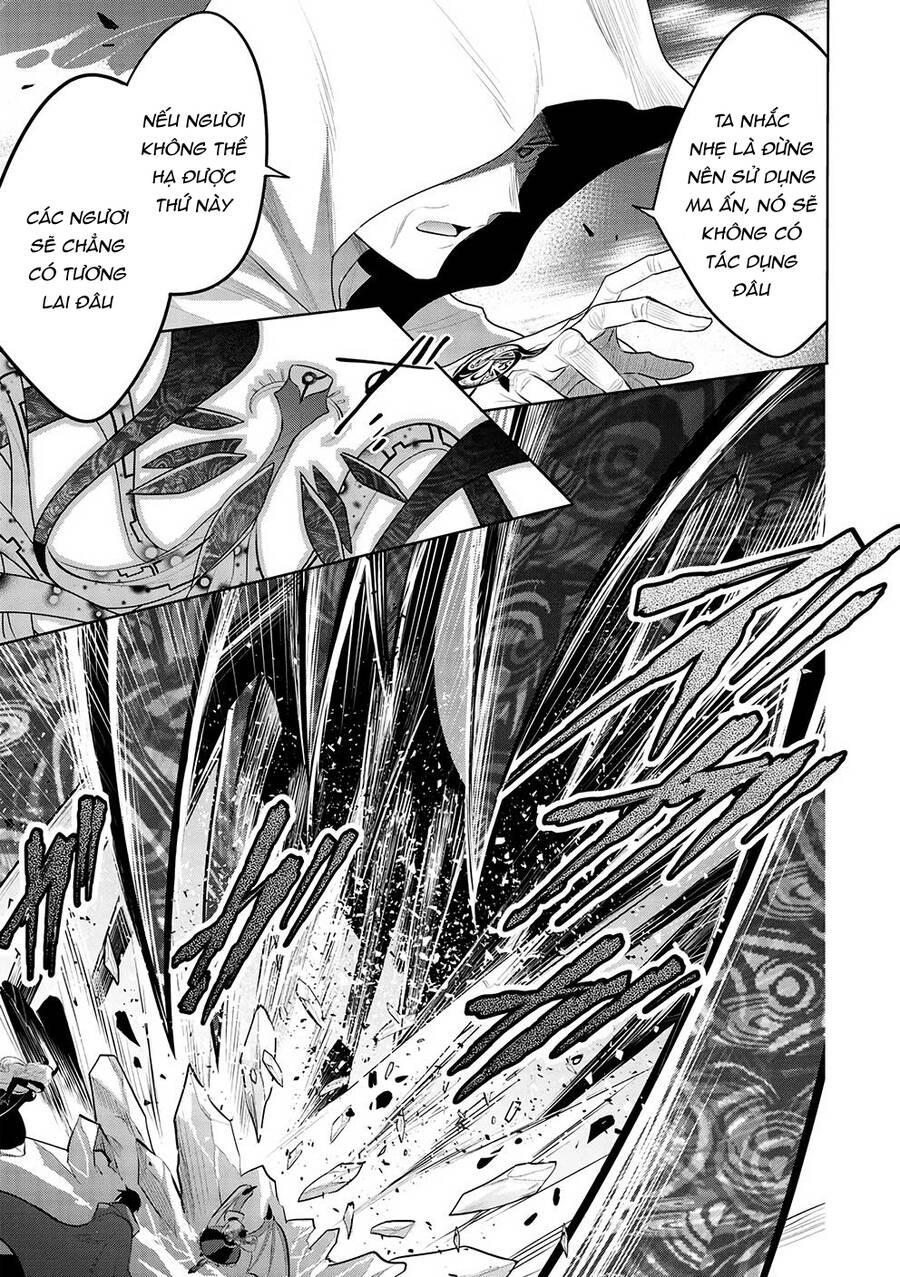 TA NHẮC
NHẸ LÀ ĐỪNG
NÊN SỬ DỤNG
MA ẤN, NÓ SẼ
KHÔNG CÓ
TÁC DỤNG
ĐÂU
NẾU NGƯƠI
KHÔNG THỂ
HẠ ĐƯỢC
THỨ NÀY
CÁC NGƯƠI
SẼ CHẲNG
CÓ TƯƠNG
LAI ĐÂU